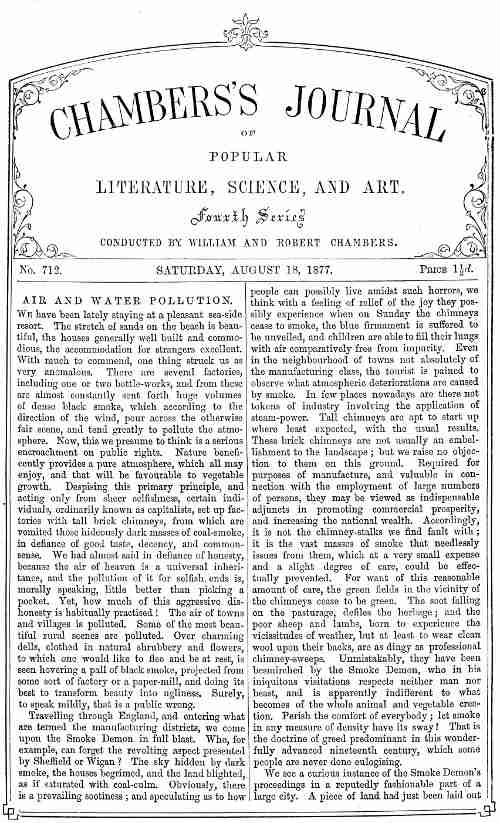 CHAMBERS'S JOURNAL
OF
POPULAR
LITERATURE, SCIENCE, AND ART.
Fourth Series
CONDUCTED BY WILLIAM AND ROBERT CHAMBERS.
No. 712. SATURDAY, AUGUST 18, 1877. PRICE 1½d.
AIR AND WATER POLLUTION.
WE have been lately staying at a pleasant sea-side
resort. The stretch of sands on the beach is beau-
tiful, the houses generally well built and commo-
dious, the accommodation for strangers excellent.
With much to commend, one thing struck us as
very anomalous. There are several factories,
including one or two bottle-works, and from these
are almost constantly sent forth huge volumes
of dense black smoke, which according to the
direction of the wind, pour across the otherwise
fair scene, and tend greatly to pollute the atmo-
sphere. Now, this we presume to think is a serious
encroachment on public rights. Nature benefi-
cently provides a pure atmosphere, which all may
enjoy, and that will be favourable to vegetable
growth. Despising this primary principle, and
acting only from sheer selfishness, certain indi-
viduals, ordinarily known as capitalists, set up fac-
tories with tall brick chimneys, from which are
vomited those hideously dark masses of coal-smoke,
in defiance of good taste, decency, and common-
sense. We had almost said in defiance of honesty,
because the air of heaven is a universal inheri-
tance, and the pollution of it for selfish ends is,
morally speaking, little better than picking a
pocket. Yet, how much of this aggressive dis-
honesty is habitually practised! The air of towns
and villages is polluted. Some of the most beau-
tiful rural scenes are polluted. Over charming
dells, clothed in natural shrubbery and flowers,
to which one would like to flee and be at rest, is
seen hovering a pall of black smoke, projected from
some sort of factory or a paper-mill, and doing its
best to transform beauty into ugliness. Surely,
to speak mildly, that is a public wrong.
Travelling through England, and entering what
are termed the manufacturing districts, we come
upon the Smoke Demon in full blast. Who, for
example, can forget the revolting aspect presented
by Sheffield or Wigan? The sky hidden by dark
smoke, the houses begrimed, and the land blighted,
as if saturated with coal-culm. Obviously, there
is a prevailing sootiness; and speculating as to how
people can possibly live amidst such horrors, we
think with a feeling of relief of the joy they pos-
sibly experience when on Sunday the chimneys
cease to smoke, the blue firmament is suffered to
be unveiled, and children are able to fill their lungs
with air comparatively free from impurity. Even
in the neighbourhood of towns not absolutely of
the manufacturing class, the tourist is pained to
observe what atmospheric deteriorations are caused
by smoke. In few places nowadays are there not
tokens of industry involving the application of
steam-power. Tall chimneys are apt to start up
where least expected, with the usual results.
These brick chimneys are not usually an embel-
lishment to the landscape; but we raise no objec-
tion to them on this ground. Required for
purposes of manufacture, and valuable in con-
nection with the employment of large numbers
of persons, they may be viewed as indispensable
adjuncts in promoting commercial prosperity,
and increasing the national wealth. Accordingly,
it is not the chimney-stalks we find fault with;
it is the vast masses of smoke that needlessly
issues from them, which at a very small expense
and a slight degree of care, could be effec-
tually prevented. For want of this reasonable
amount of care, the green fields in the vicinity of
the chimneys cease to be green. The soot falling
on the pasturage, defiles the herbage; and the
poor sheep and lambs, born to experience the
vicissitudes of weather, but at least to wear clean
wool upon their backs, are as dingy as professional
chimney-sweeps. Unmistakably, they have been
besmirched by the Smoke Demon, who in his
iniquitous visitations respects neither man nor
beast, and is apparently indifferent to what
becomes of the whole animal and vegetable crea-
tion. Perish the comfort of everybody; let smoke
in any measure of density have its sway! That is
the doctrine of greed predominant in this wonder-
fully advanced nineteenth century, which some
people are never done eulogising.
We see a curious instance of the Smoke Demon's
proceedings in a reputedly fashionable part of a
large city. A piece of land had just been laid out